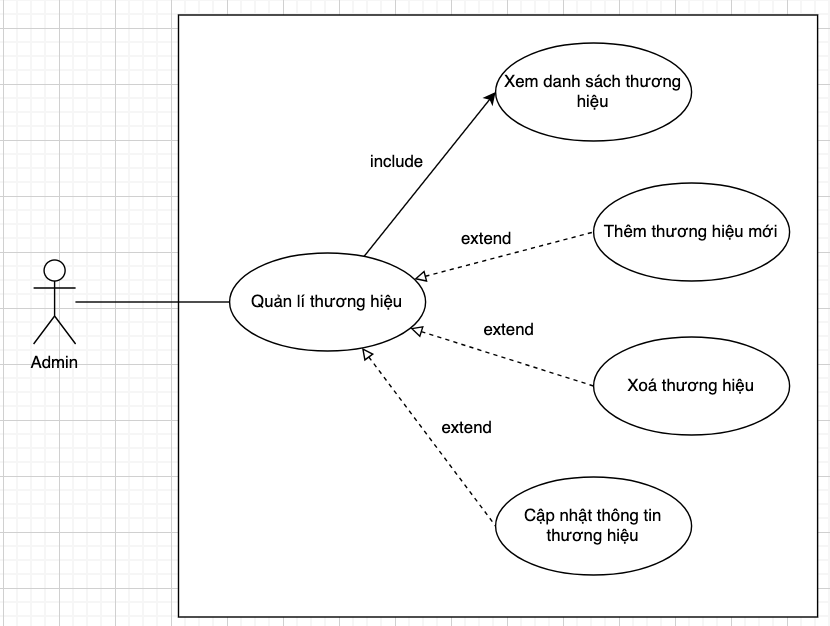 Xem danh sách thương
hiệu
include
extend
Thêm thương hiệu mới
Quản lí thương hiệu
extend
Admin
Xoá thương hiệu
extend
Cập nhật thông tin
thương hiệu